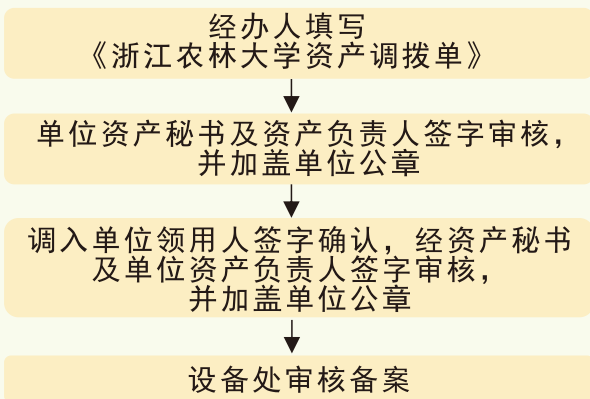 经办人填写
《浙江农林大学资产调拨单》
单位资产秘书及资产负责人签字审核，
并加盖单位公章
调入单位领用人签字确认，经资产秘书
及单位资产负责人签字审核，
并加盖单位公章
设备处审核备案